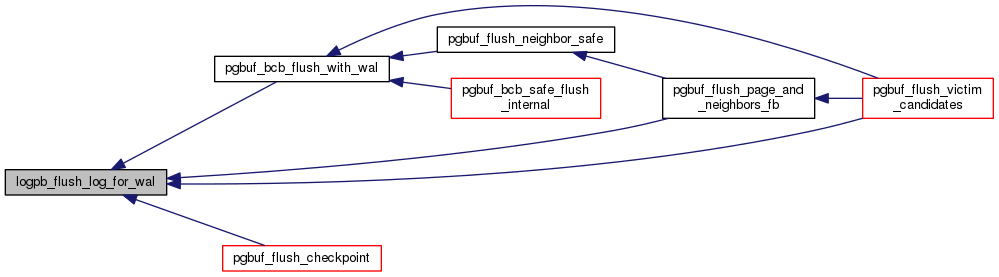 pgbuf_flush_neighbor_safe
pgbuf_bcb_flush_with_wal
pgbuf_bcb_safe_flush
_internal
pgbuf_flush_page_and
_neighbors_fb
pgbuf_flush_victim
_candidates
logpb_flush_log_for_wal
pgbuf_flush_checkpoint